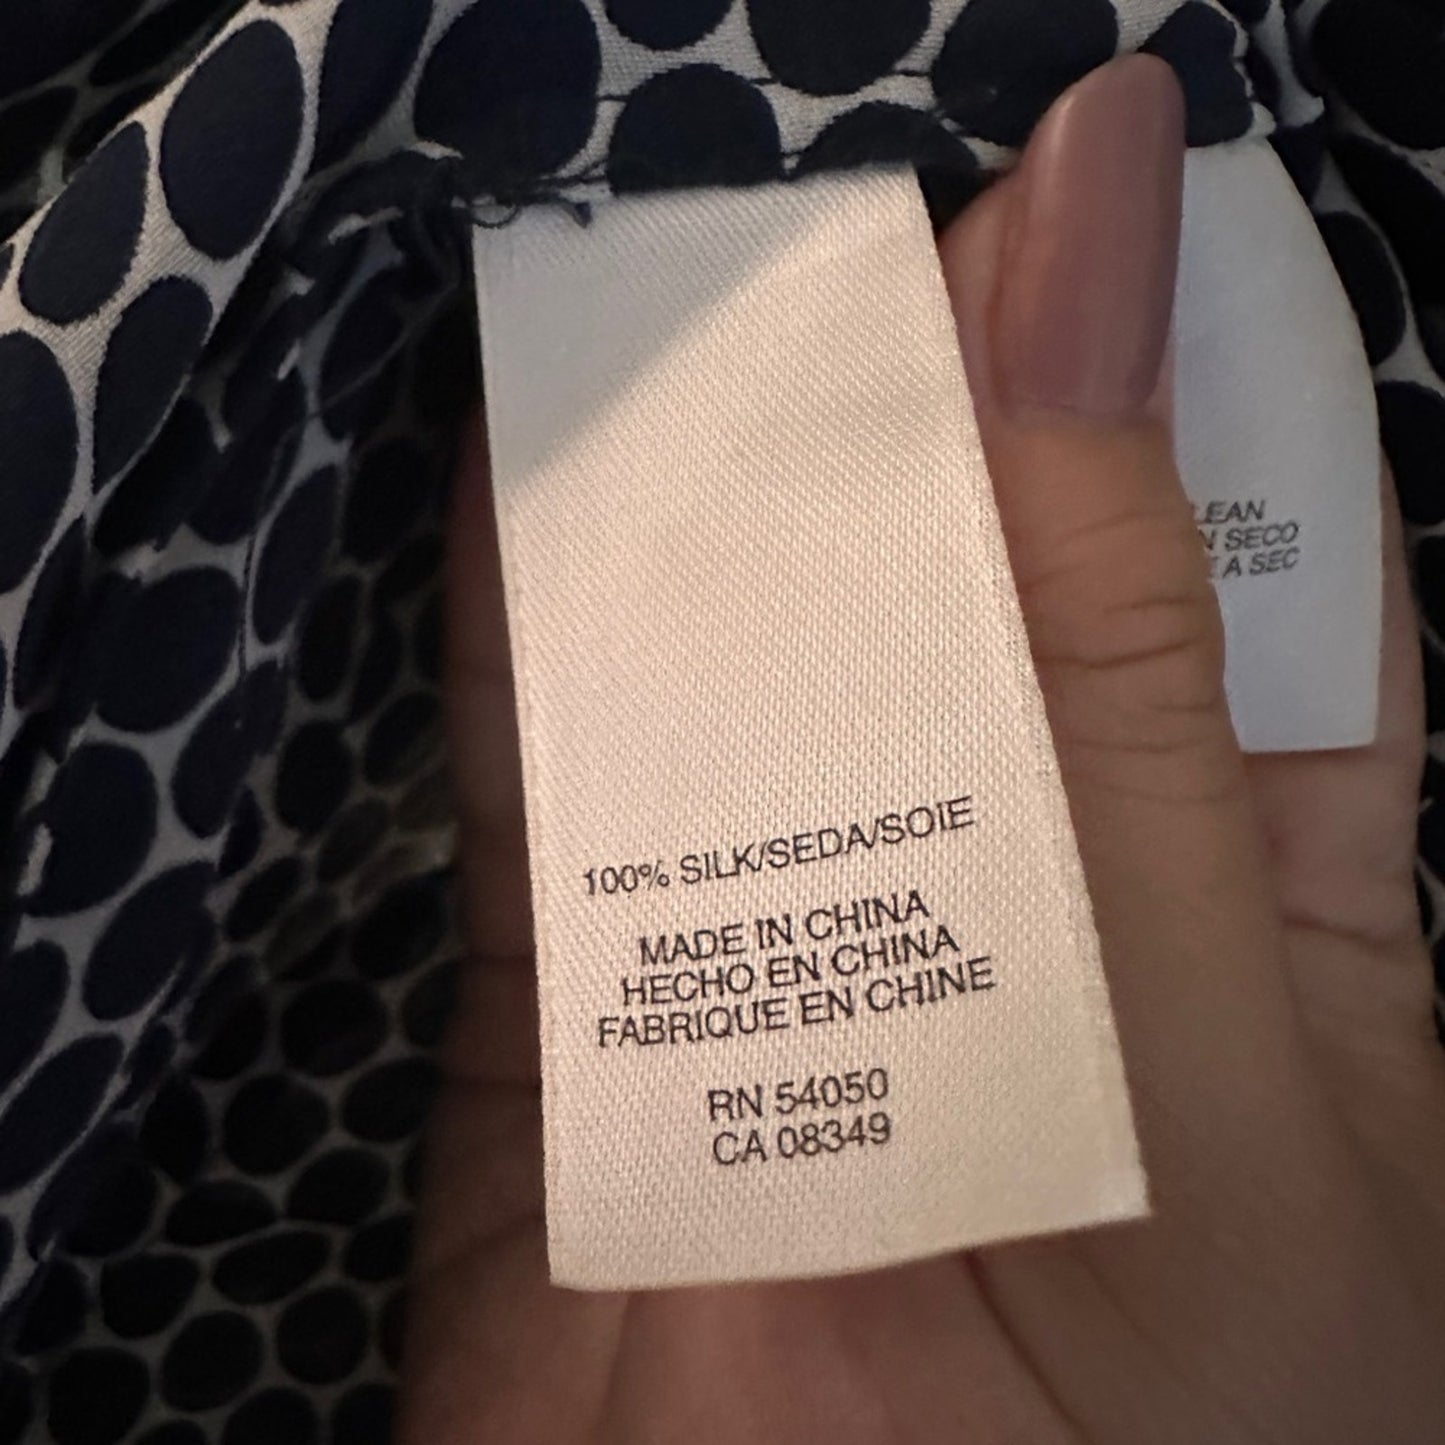 100% SILK/SEDA/SOIE
MADE IN CHINA
HECHO EN CHINA
FABRIQUE EN CHINE
RN 54050
CA 08349
LEAN
N SECO
A SEC